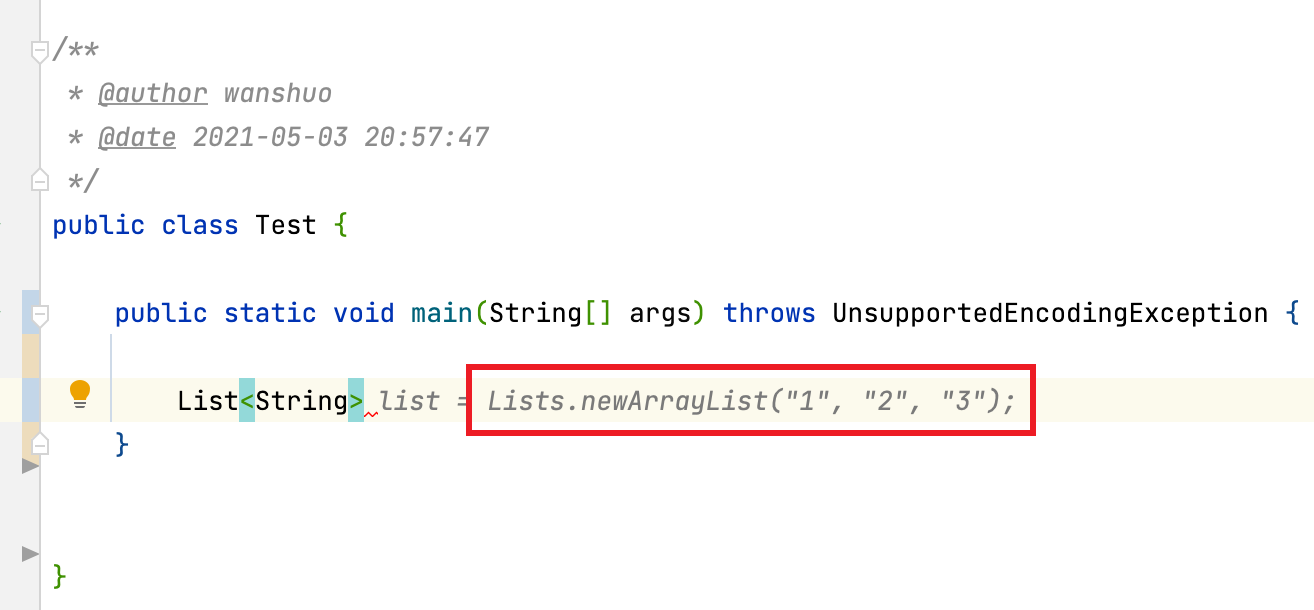 /**
 * @author wanshuo
 * @date 2021-05-03 20:57:47
 */
public class Test {
    public static void main(String[] args) throws UnsupportedEncodingException {
        List<String> list = Lists.newArrayList("1", "2", "3");
    }
}